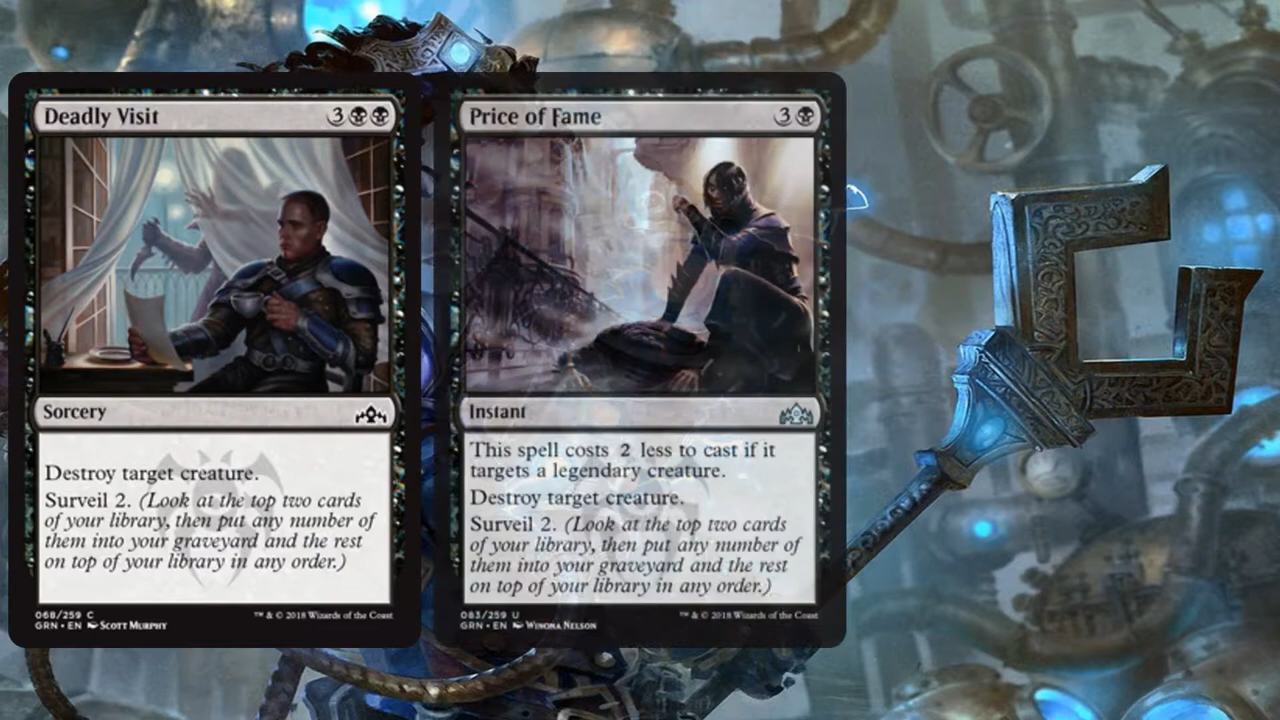 Deadly Visit
3
Sorcery
Destroy target creature.
Surveil 2. (Look at the top two cards
of your library, then put any number of
them into your graveyard and the rest
on top of your library in any order.)
068/259 C
GRN • EN SCOTT MURPHY
™ & © 2018 Wizards of the Coast
Price of Fame
3
Instant
This spell costs 2 less to cast if it
targets a legendary creature.
Destroy target creature.
Surveil 2. (Look at the top two cards
of your library, then put any number of
them into your graveyard and the rest
on top of your library in any order.)
083/259 U
GRN • EN WINONA NELSON
™ & © 2018 Wizards of the Coast